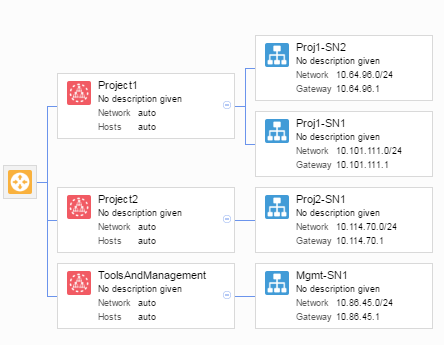 Project1
No description given
Network auto
Hosts auto
Proj1-SN2
No description given
Network 10.64.96.0/24
Gateway 10.64.96.1
Proj1-SN1
No description given
Network 10.101.111.0/24
Gateway 10.101.111.1
Project2
No description given
Network auto
Hosts auto
Proj2-SN1
No description given
Network 10.114.70.0/24
Gateway 10.114.70.1
ToolsAndManagement
No description given
Network auto
Hosts auto
Mgmt-SN1
No description given
Network 10.86.45.0/24
Gateway 10.86.45.1